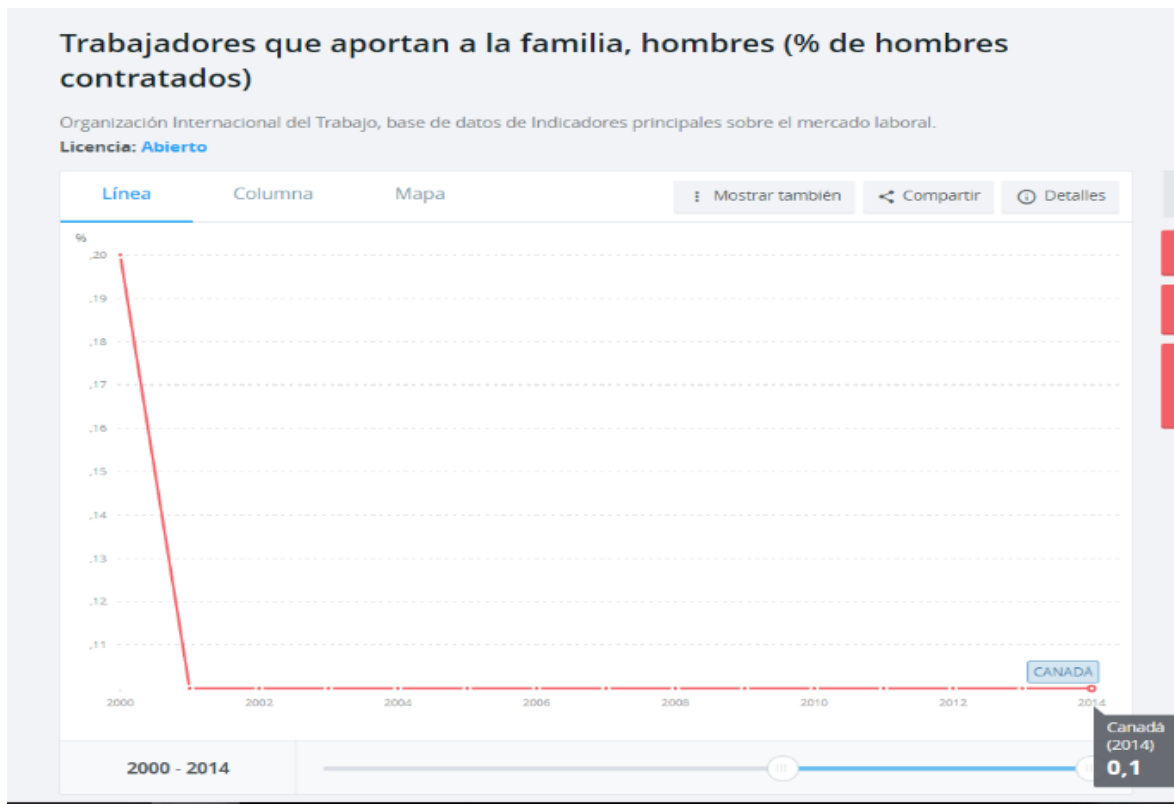 Trabajadores que aportan a la familia, hombres (% de hombres
contratados)
Organización Internacional del Trabajo, base de datos de Indicadores principales sobre el mercado laboral.
Licencia: Abierto
Línea Columna Mapa Mostrar también Compartir Detalles
%
,20
,19
,18
,17
,16
,15
,14
,13
,12
,11
CANADÁ
2000 2002 2004 2006 2008 2010 2012 2014
Canadá
(2014)
0,1
2000 - 2014